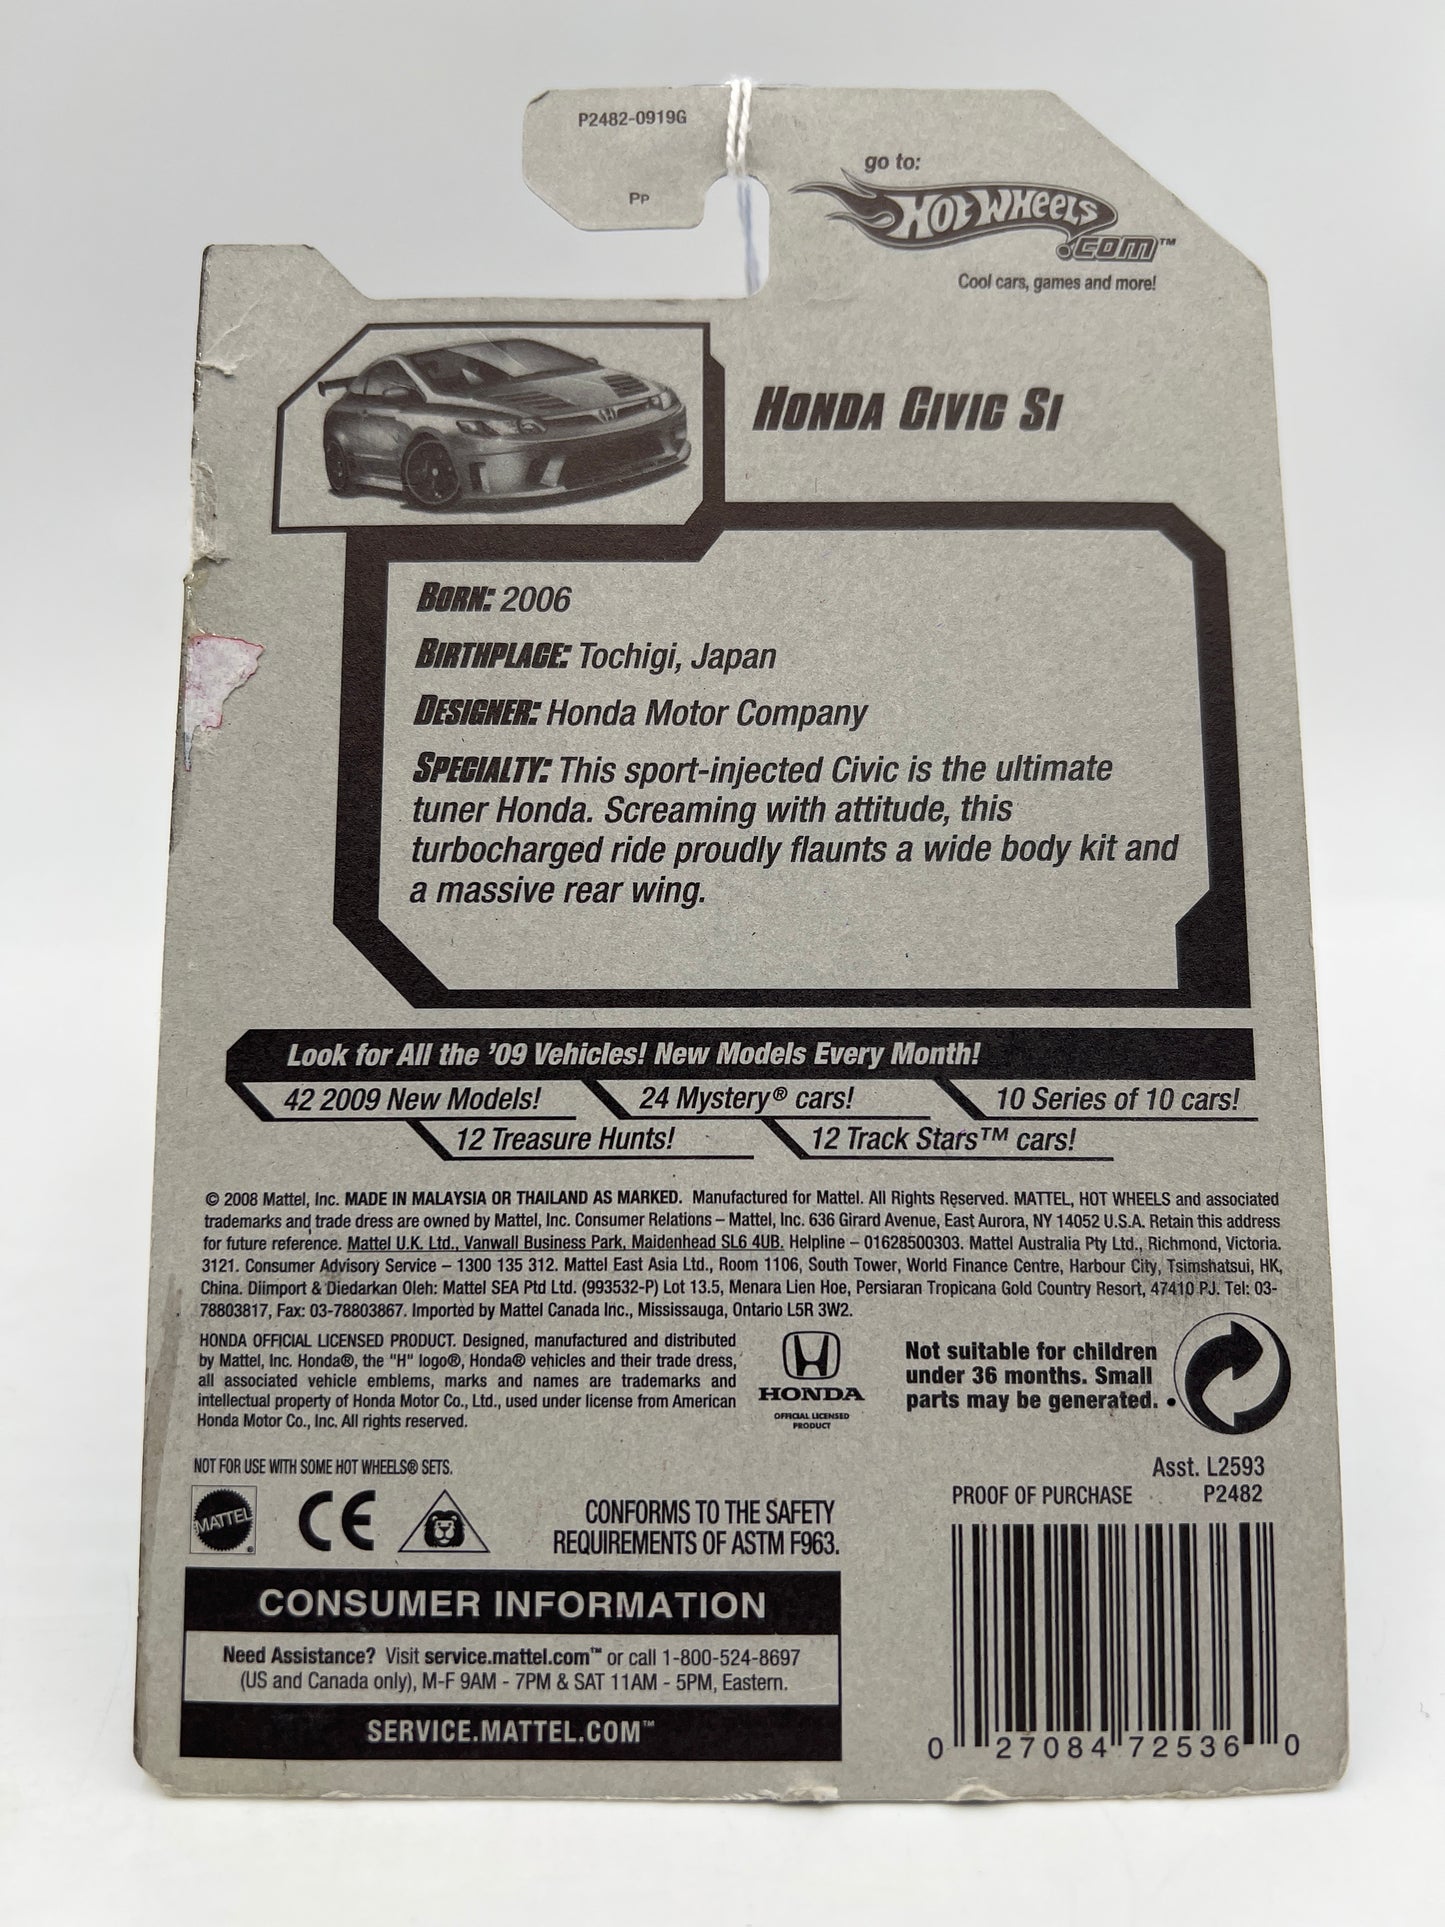 P2482-0919G
PP
go to:
HOT WHEELS
.COM™
Cool cars, games and more!
HONDA CIVIC SI
BORN: 2006
BIRTHPLACE: Tochigi, Japan
DESIGNER: Honda Motor Company
SPECIALTY: This sport-injected Civic is the ultimate
tuner Honda. Screaming with attitude, this
turbocharged ride proudly flaunts a wide body kit and
a massive rear wing.
Look for All the '09 Vehicles! New Models Every Month!
42 2009 New Models!
24 Mystery® cars!
10 Series of 10 cars!
12 Treasure Hunts!
12 Track Stars™ cars!
© 2008 Mattel, Inc. MADE IN MALAYSIA OR THAILAND AS MARKED. Manufactured for Mattel. All Rights Reserved. MATTEL, HOT WHEELS and associated
trademarks and trade dress are owned by Mattel, Inc. Consumer Relations – Mattel, Inc. 636 Girard Avenue, East Aurora, NY 14052 U.S.A. Retain this address
for future reference. Mattel U.K. Ltd., Vanwall Business Park, Maidenhead SL6 4UB. Helpline – 01628500303. Mattel Australia Pty Ltd., Richmond, Victoria.
3121. Consumer Advisory Service – 1300 135 312. Mattel East Asia Ltd., Room 1106, South Tower, World Finance Centre, Harbour City, Tsimshatsui, HK,
China. Diimport & Diedarkan Oleh: Mattel SEA Ptd Ltd. (993532-P) Lot 13.5, Menara Lien Hoe, Persiaran Tropicana Gold Country Resort, 47410 PJ. Tel: 03-
78803817, Fax: 03-78803867. Imported by Mattel Canada Inc., Mississauga, Ontario L5R 3W2.
HONDA OFFICIAL LICENSED PRODUCT. Designed, manufactured and distributed
by Mattel, Inc. Honda®, the "H" logo®, Honda® vehicles and their trade dress,
all associated vehicle emblems, marks and names are trademarks and
intellectual property of Honda Motor Co., Ltd., used under license from American
Honda Motor Co., Inc. All rights reserved.
HONDA
OFFICIAL LICENSED
PRODUCT
Not suitable for children
under 36 months. Small
parts may be generated.
NOT FOR USE WITH SOME HOT WHEELS® SETS.
Asst. L2593
PROOF OF PURCHASE P2482
MATTEL®
CE
CONFORMS TO THE SAFETY
REQUIREMENTS OF ASTM F963.
CONSUMER INFORMATION
Need Assistance? Visit service.mattel.com™ or call 1-800-524-8697
(US and Canada only), M-F 9AM - 7PM & SAT 11AM - 5PM, Eastern.
SERVICE.MATTEL.COM™
0 27084 72536 0